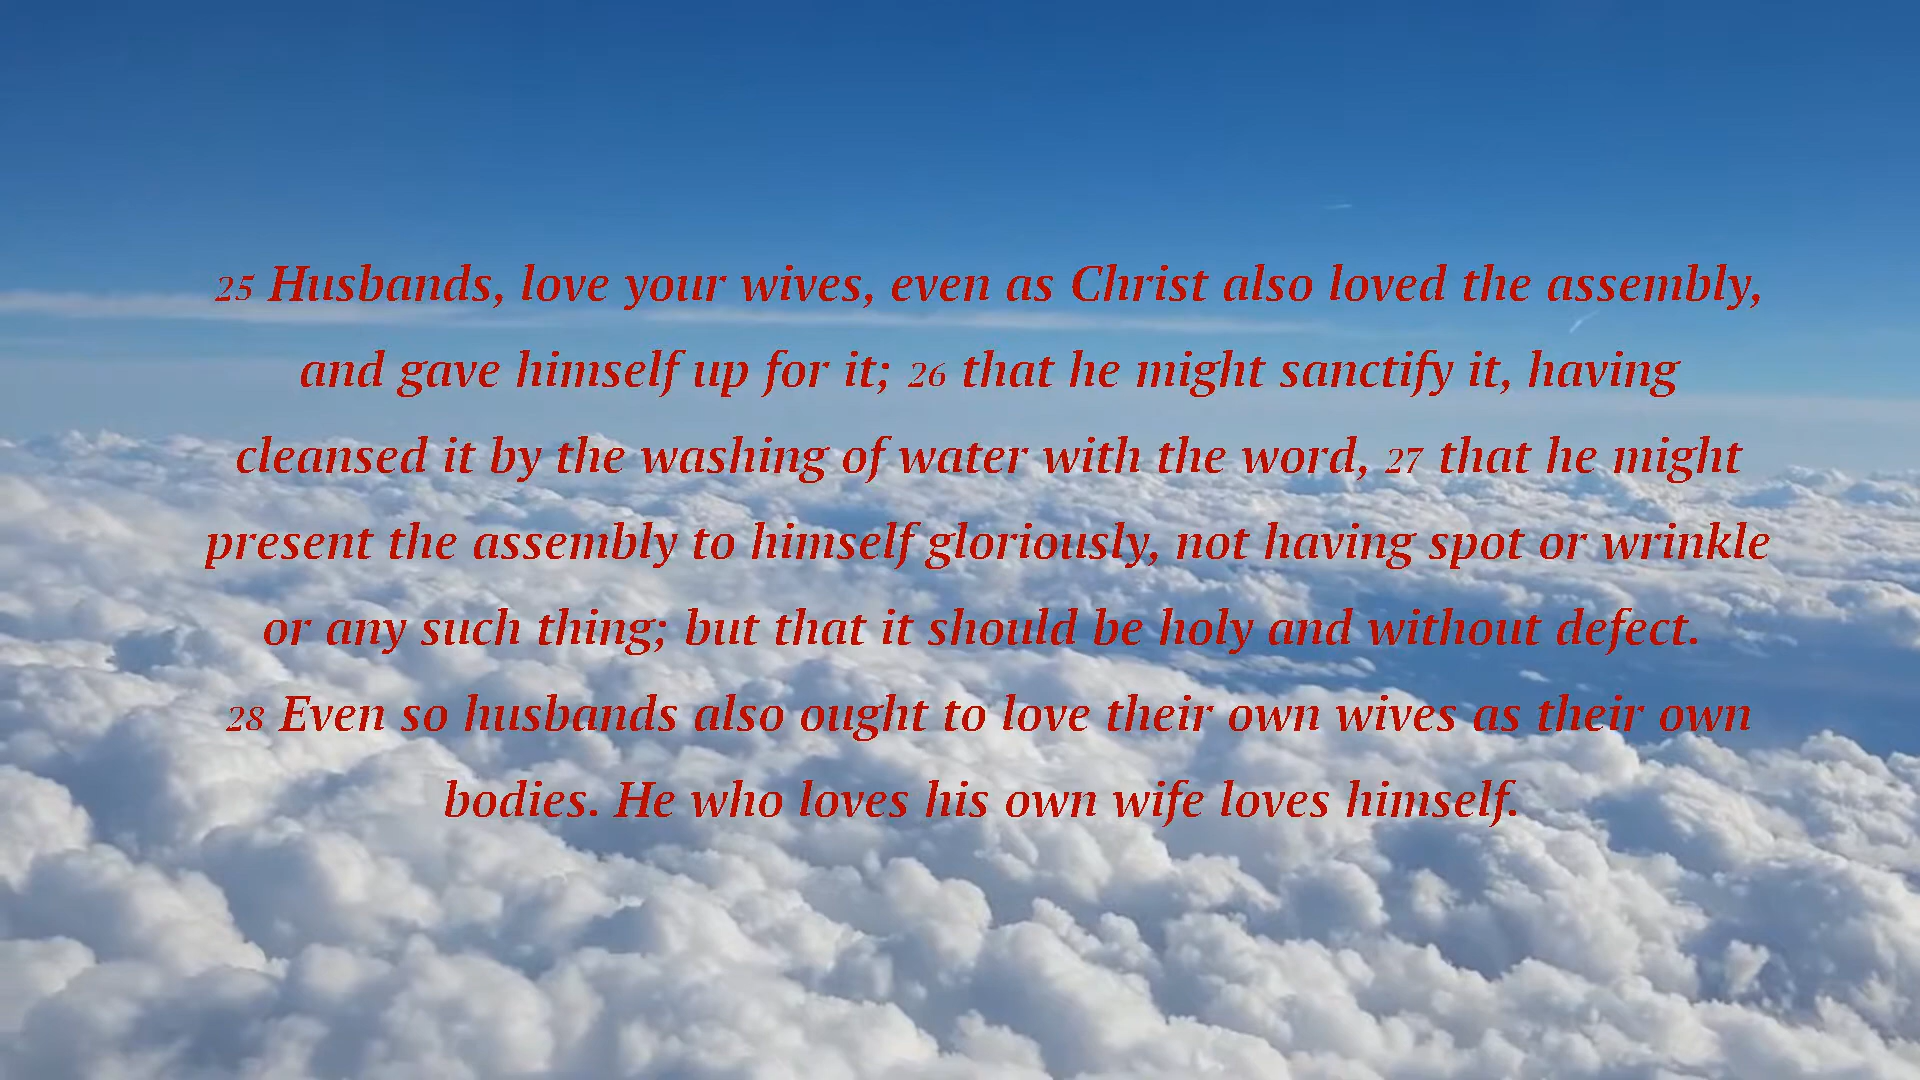 25 Husbands, love your wives, even as Christ also loved the assembly,
and gave himself up for it; 26 that he might sanctify it, having
cleansed it by the washing of water with the word, 27 that he might
present the assembly to himself gloriously, not having spot or wrinkle
or any such thing; but that it should be holy and without defect.
28 Even so husbands also ought to love their own wives as their own
bodies. He who loves his own wife loves himself.